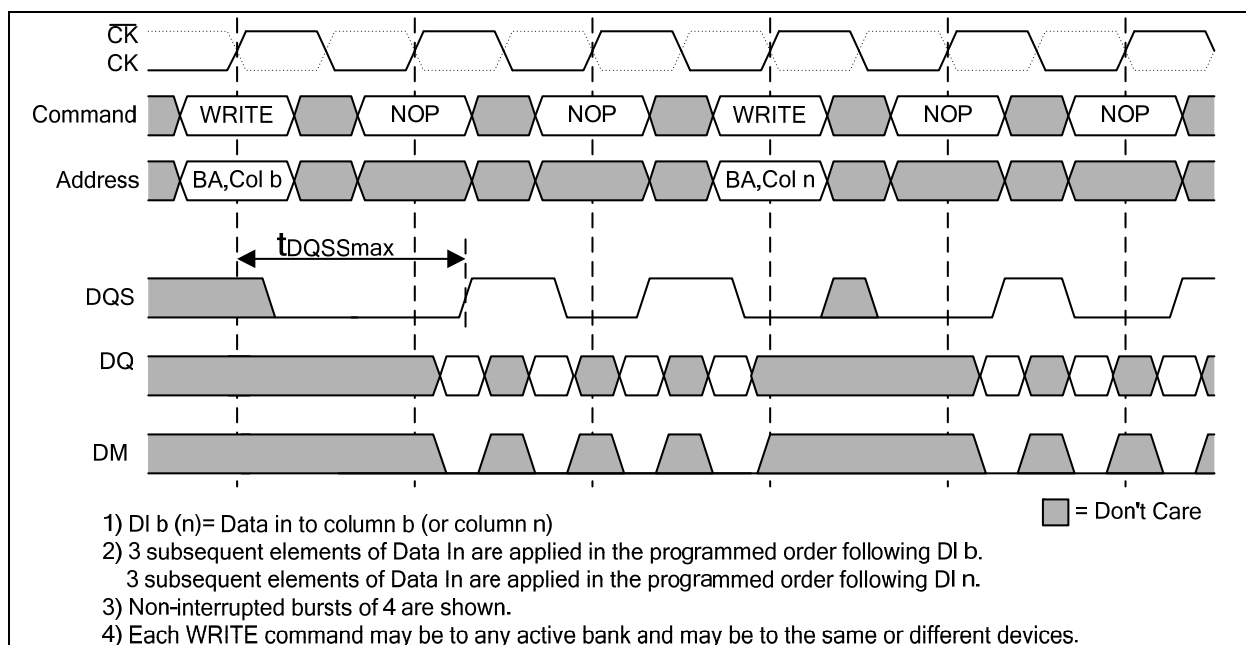 CK
CK
Command WRITE NOP NOP WRITE NOP NOP
Address BA,Col b BA,Col n
tDQSSmax
DQS
DQ
DM
= Don't Care
1) DI b (n)= Data in to column b (or column n)
2) 3 subsequent elements of Data In are applied in the programmed order following DI b.
3 subsequent elements of Data In are applied in the programmed order following DI n.
3) Non-interrupted bursts of 4 are shown.
4) Each WRITE command may be to any active bank and may be to the same or different devices.